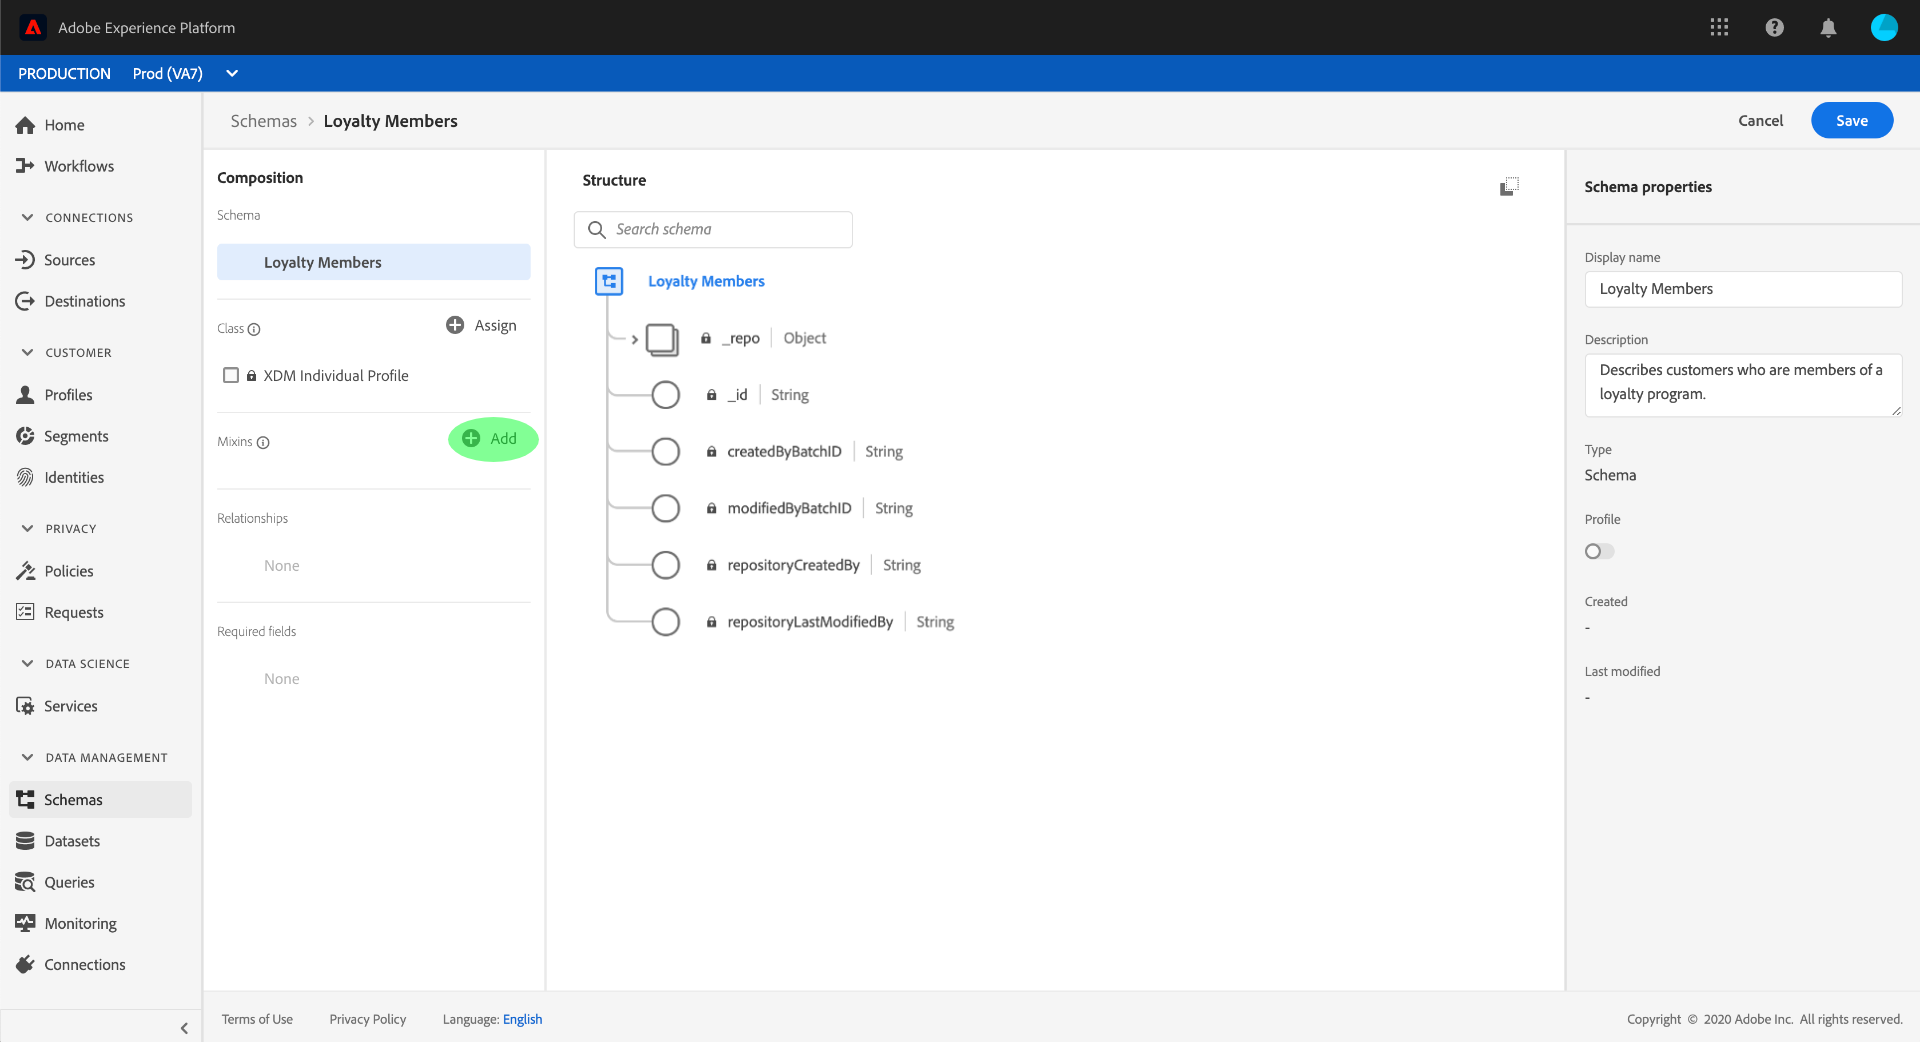 Adobe Experience Platform
PRODUCTION Prod (VA7)
Home
Workflows
CONNECTIONS
Sources
Destinations
CUSTOMER
Profiles
Segments
Identities
PRIVACY
Policies
Requests
DATA SCIENCE
Services
DATA MANAGEMENT
Schemas
Datasets
Queries
Monitoring
Connections
Schemas > Loyalty Members
Cancel
Save
Composition
Schema
Loyalty Members
Class
Assign
XDM Individual Profile
Mixins
Add
Relationships
None
Required fields
None
Structure
Search schema
Loyalty Members
_repo | Object
_id | String
createdByBatchID | String
modifiedByBatchID | String
repositoryCreatedBy | String
repositoryLastModifiedBy | String
Schema properties
Display name
Loyalty Members
Description
Describes customers who are members of a
loyalty program.
Type
Schema
Profile
Created
-
Last modified
-
Terms of Use Privacy Policy Language: English
Copyright © 2020 Adobe Inc. All rights reserved.